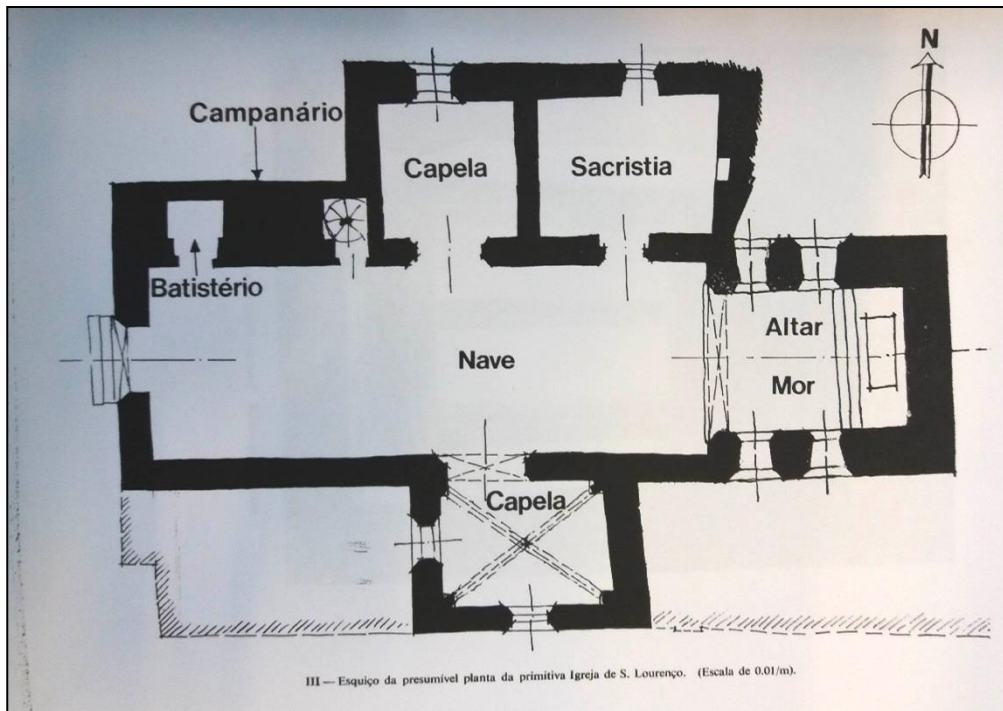 N
Campanário
Capela
Sacristia
Batistério
Nave
Altar
Mor
Capela
III — Esquiço da presumível planta da primitiva Igreja de S. Lourenço. (Escala de 0.01/m).